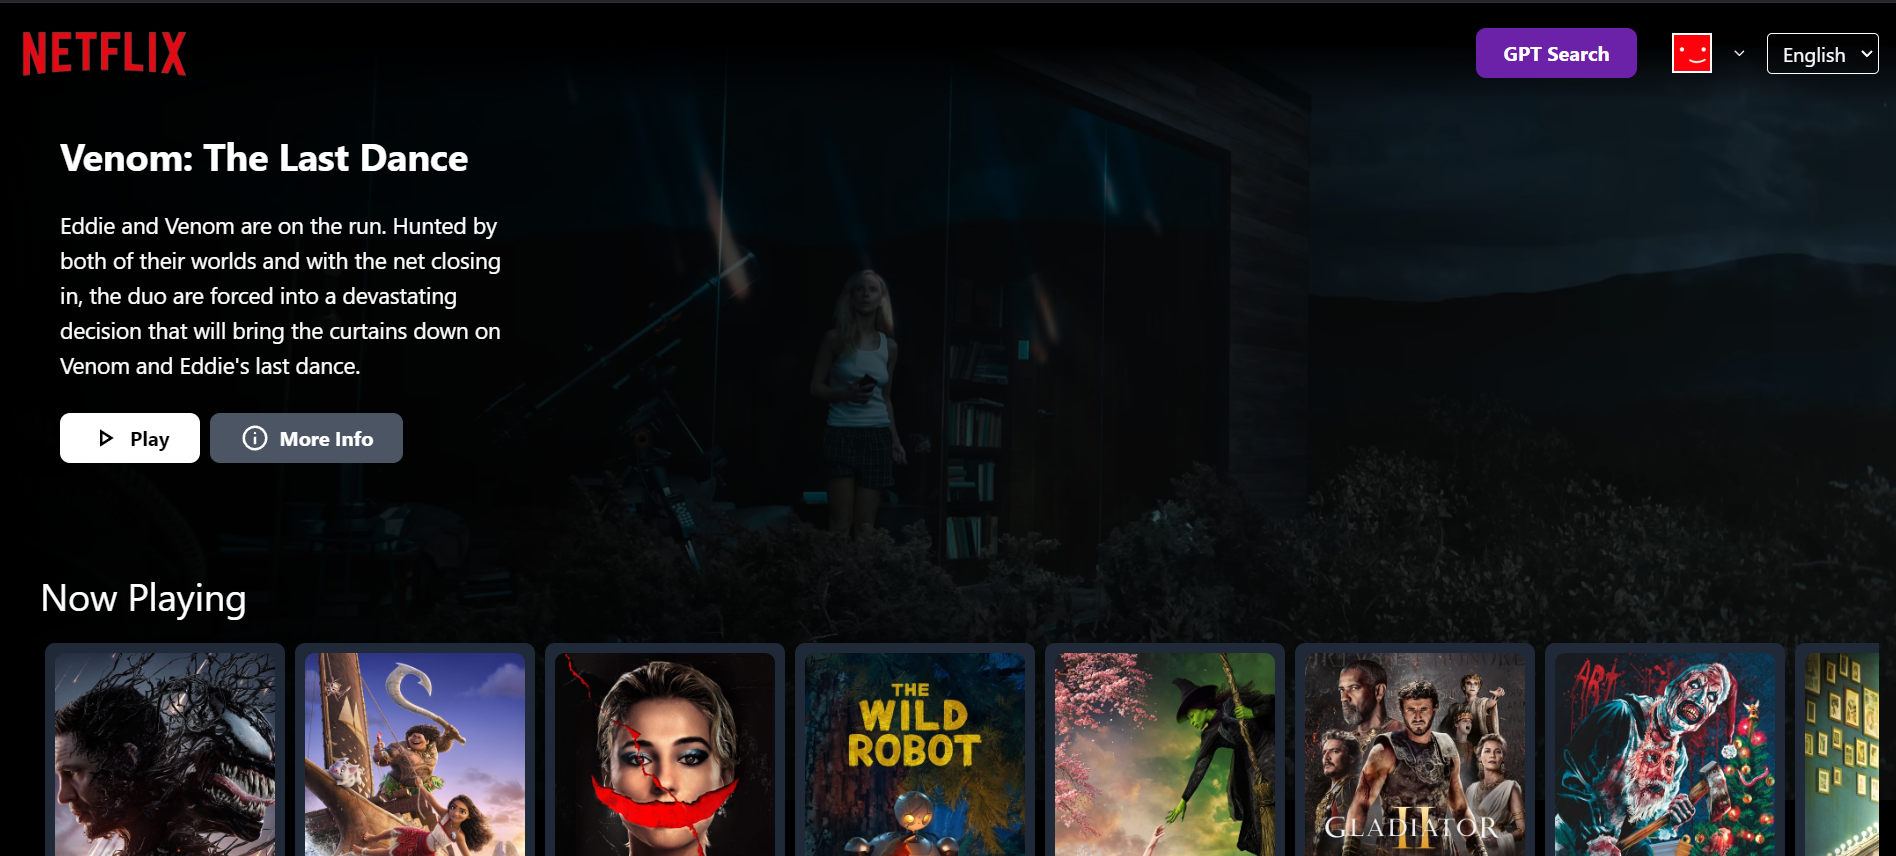 NETFLIX
GPT Search
English
Venom: The Last Dance
Eddie and Venom are on the run. Hunted by
both of their worlds and with the net closing
in, the duo are forced into a devastating
decision that will bring the curtains down on
Venom and Eddie's last dance.
Play
More Info
Now Playing
THE
WILD
ROBOT
II
GLADIATOR
ART